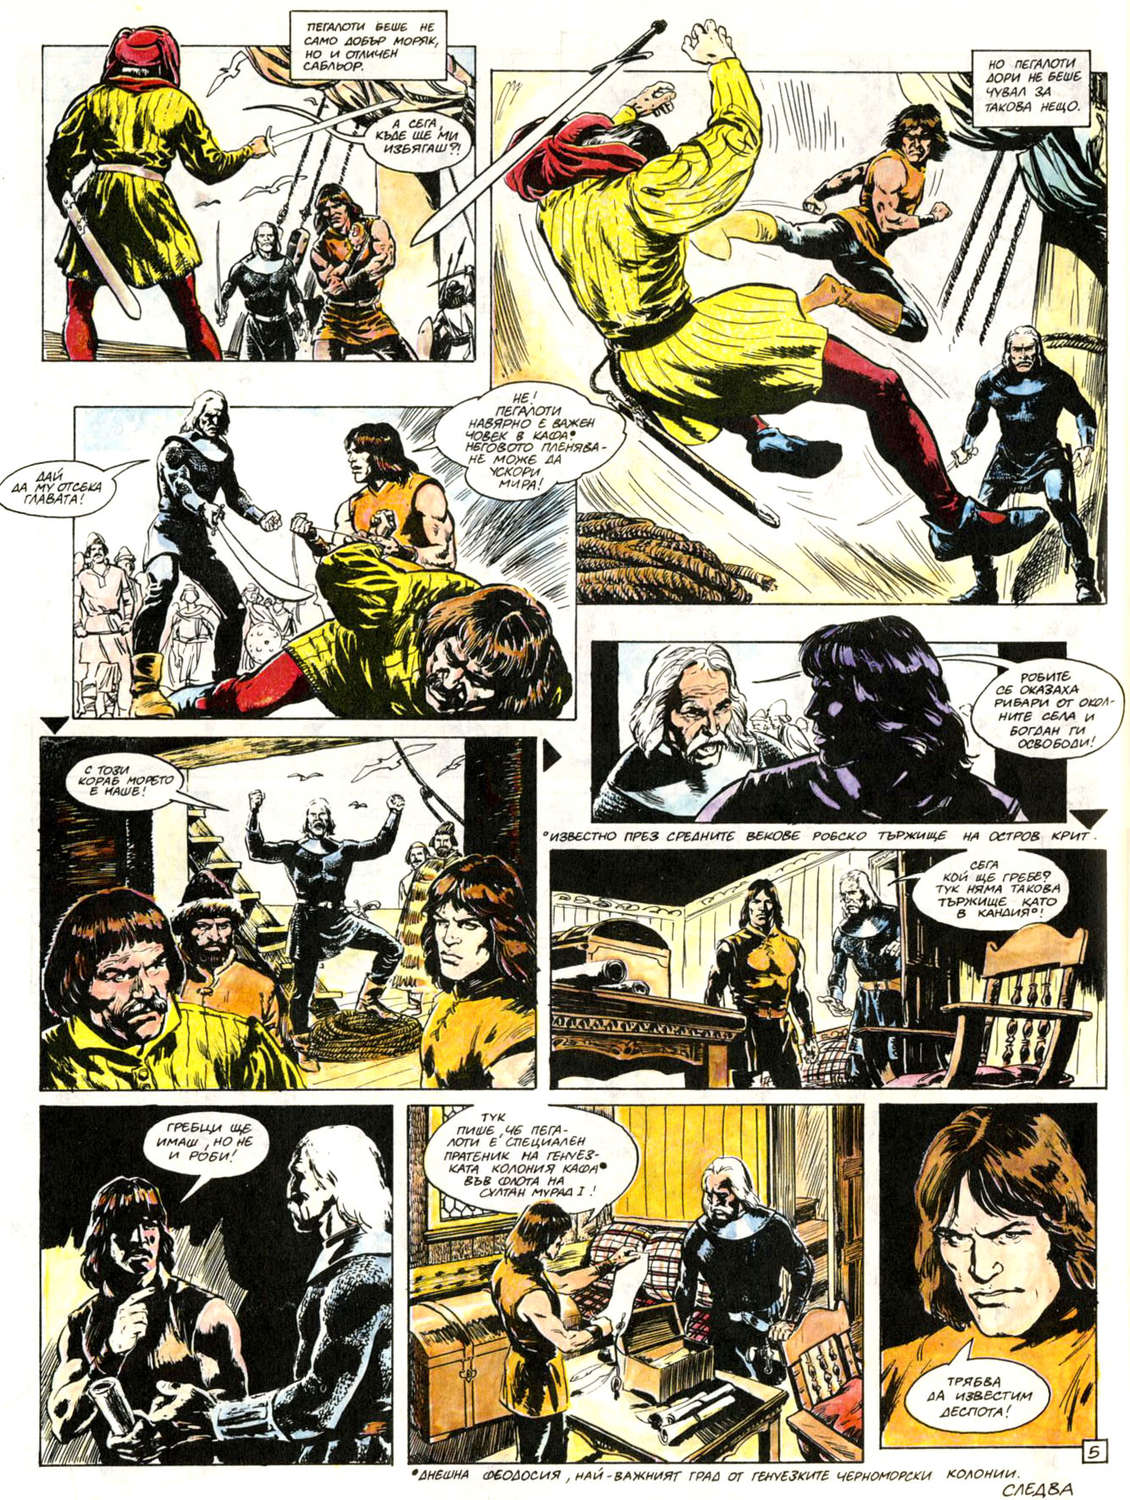 ПЕГАЛОТИ БЕШЕ НЕ
САМО ДОБЪР МОРЯК,
НО И ОТЛИЧЕН
САБЛЬОР.
А СЕГА,
КЪДЕ ЩЕ МИ
ИЗБЯГАШ?!
НО ПЕГАЛОТИ
ДОРИ НЕ БЕШЕ
ЧУВАЛ ЗА
ТАКОВА НЕЩО.
ДАЙ
ДА МУ ОТСЕКА
ГЛАВАТА!
НЕ!
ПЕГАЛОТИ
НАВЯРНО Е ВАЖЕН
ЧОВЕК В КАФА*
НЕГОВОТО ПЛЕНЯВА-
НЕ МОЖЕ ДА
УСКОРИ
МИРА!
С ТОЗИ
КОРАБ МОРЕТО
Е НАШЕ!
РОБИТЕ
СЕ ОКАЗАХА
РИБАРИ ОТ ОКОЛ-
НИТЕ СЕЛА И
БОГДАН ГИ
ОСВОБОДИ!
*ИЗВЕСТНО ПРЕЗ СРЕДНИТЕ ВЕКОВЕ РОБСКО ТЪРЖИЩЕ НА ОСТРОВ КРИТ.
СЕГА
КОЙ ЩЕ ГРЕБЕ?
ТУК НЯМА ТАКОВА
ТЪРЖИЩЕ КАТО
В КАНДИЯ*!
ГРЕБЦИ ЩЕ
ИМАШ, НО НЕ
И РОБИ!
ТУК
ПИШЕ, ЧЕ ПЕГА-
ЛОТИ Е СПЕЦИАЛЕН
ПРАТЕНИК НА ГЕНУЕЗ-
КАТА КОЛОНИЯ КАФА*
ВЪВ ФЛОТА НА
СУЛТАН МУРАД I!
ТРЯБВА
ДА ИЗВЕСТИМ
ДЕСПОТА!
5
*ДНЕШНА ФЕОДОСИЯ, НАЙ-ВАЖНИЯТ ГРАД ОТ ГЕНУЕЗКИТЕ ЧЕРНОМОРСКИ КОЛОНИИ.
СЛЕДВА